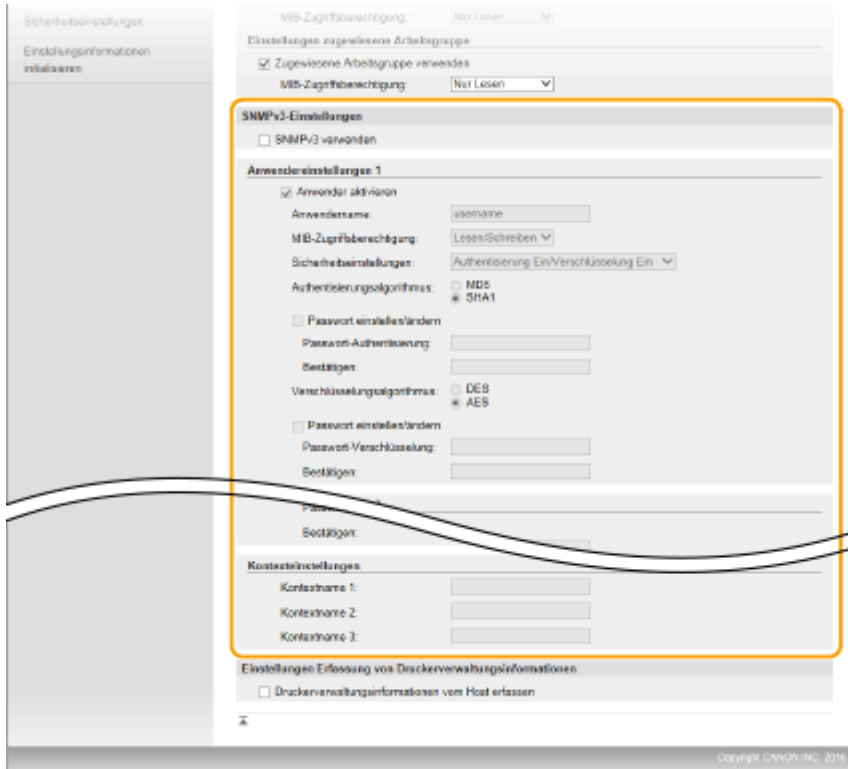 Sicherheitseinstellungen
Einstellungsinformationen
initialisieren
MIB-Zugriffsberechtigung: Nur Lesen
Einstellungen zugewiesene Arbeitsgruppe
Zugewiesene Arbeitsgruppe verwenden
MIB-Zugriffsberechtigung: Nur Lesen
SNMPv3-Einstellungen
SNMPv3 verwenden
Anwendereinstellungen 1
Anwender aktivieren
Anwendername: username
MIB-Zugriffsberechtigung: Lesen/Schreiben
Sicherheitseinstellungen: Authentisierung Ein/Verschlüsselung Ein
Authentisierungsalgorithmus: MD5
SHA1
Passwort einstellen/ändern
Passwort-Authentisierung:
Bestätigen:
Verschlüsselungsalgorithmus: DES
AES
Passwort einstellen/ändern
Passwort-Verschlüsselung:
Bestätigen:
Bestätigen:
Kontexteinstellungen
Kontextname 1:
Kontextname 2:
Kontextname 3:
Einstellungen Erfassung von Druckerverwaltungsinformationen
Druckerverwaltungsinformationen vom Host erfassen
Copyright CANON INC. 2016